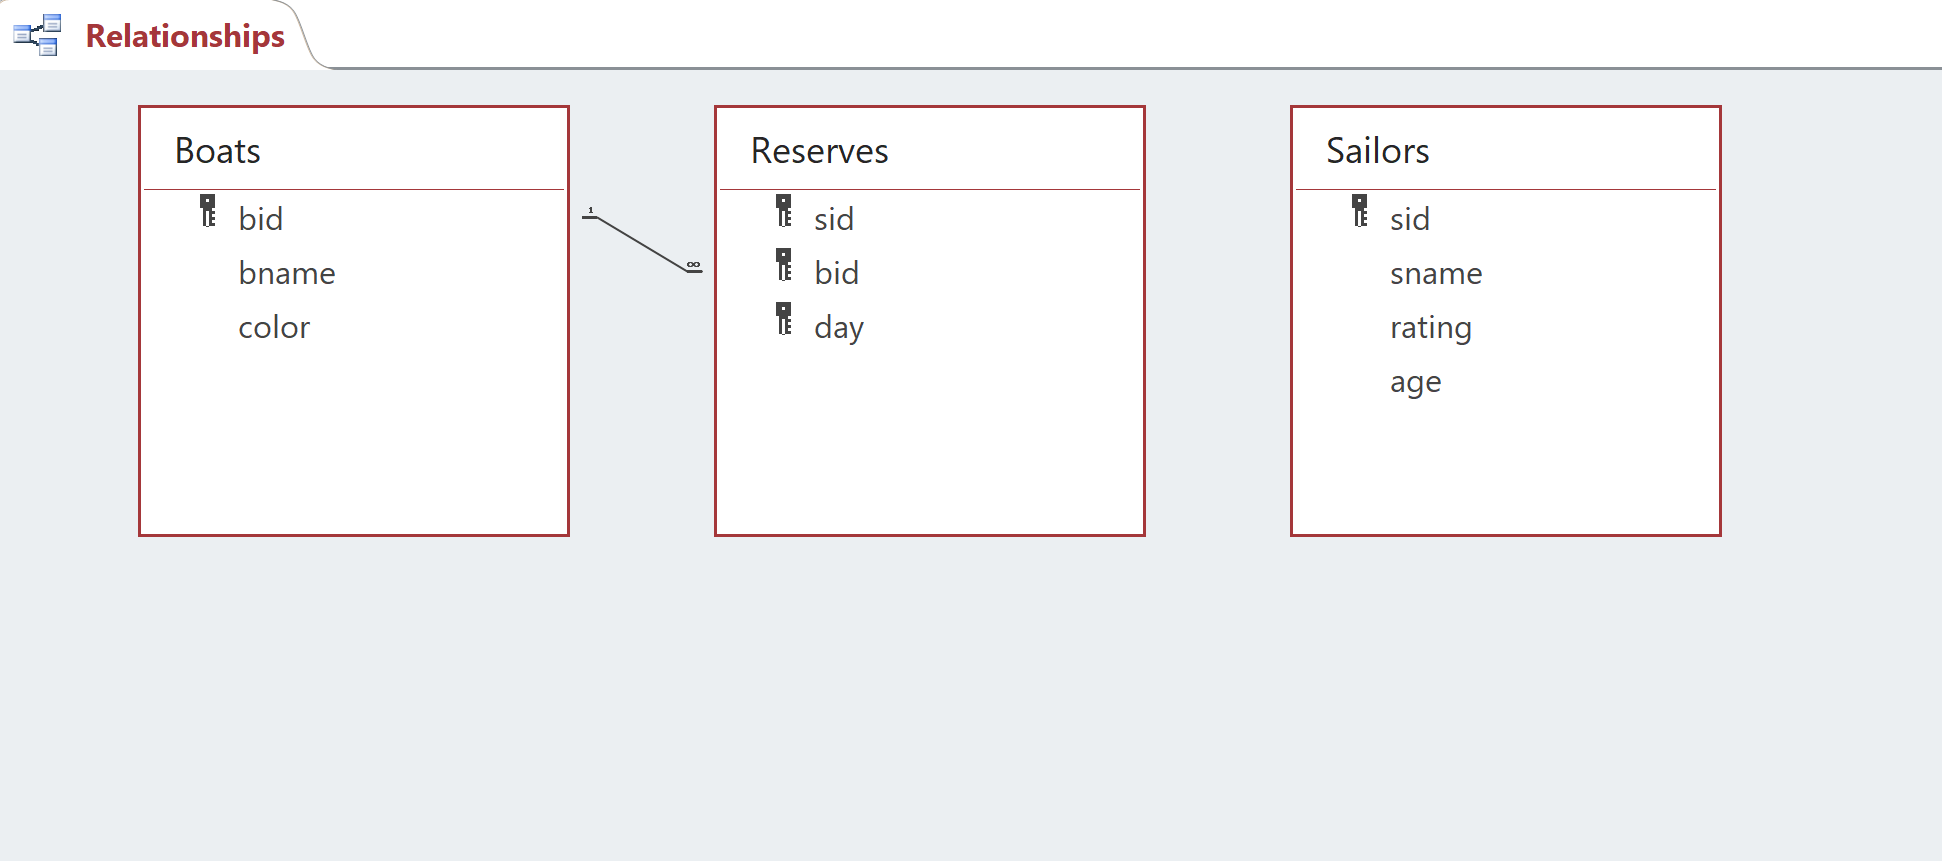 Relationships
Boats
bid
bname
color
1
∞
Reserves
sid
bid
day
Sailors
sid
sname
rating
age